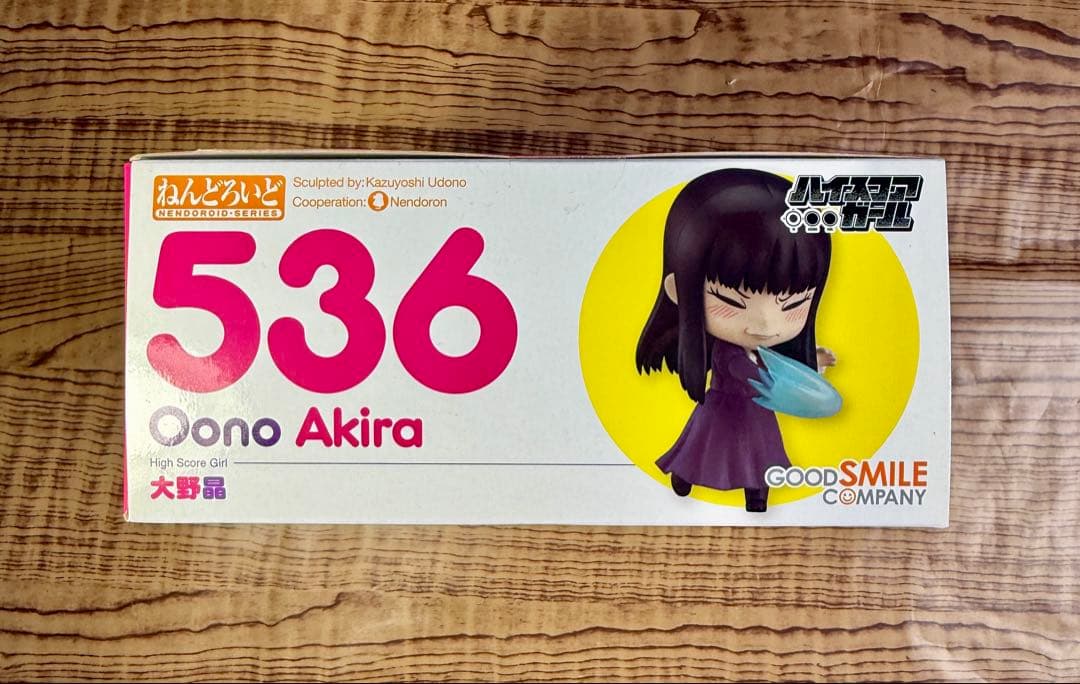 ねんどろいど
NENDOROID・SERIES
Sculpted by:Kazuyoshi Udono
Cooperation: Nendoron
ハイスコア
ガール
536
Oono Akira
High Score Girl
大野晶
GOOD SMILE
COMPANY